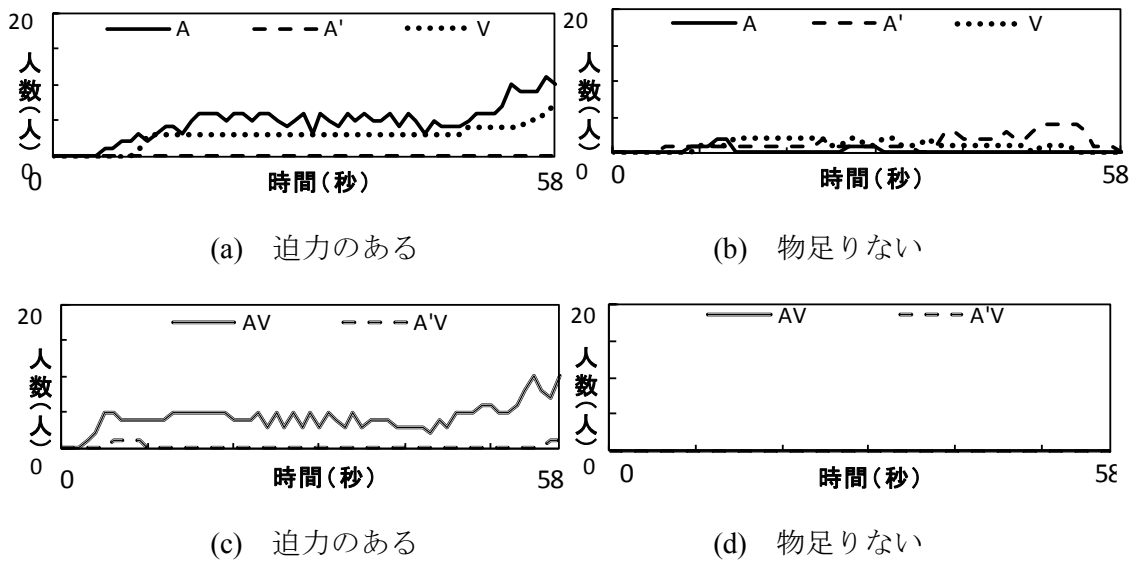 20 A A' V
人数(人)
0
0 時間(秒) 58
(a) 迫力のある
20 A A' V
人数(人)
0
0 時間(秒) 58
(b) 物足りない
20 AV A'V
人数(人)
0
0 時間(秒) 58
(c) 迫力のある
20 AV A'V
人数(人)
0
0 時間(秒) 58
(d) 物足りない